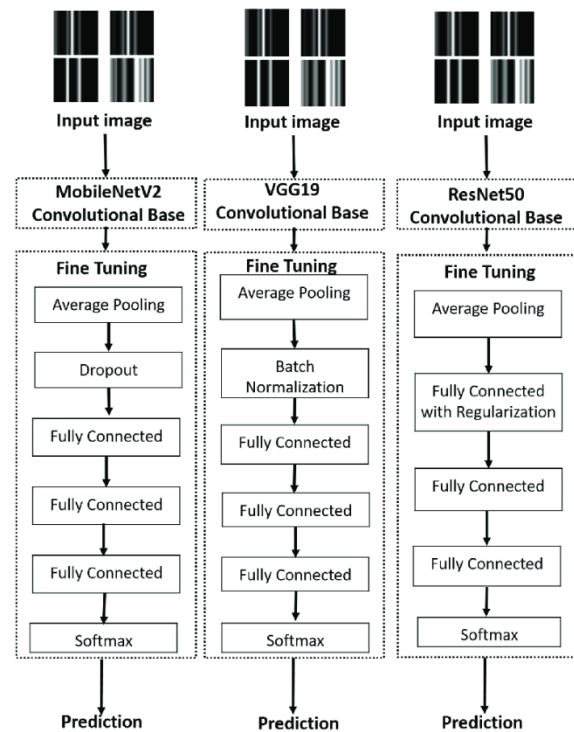 Input image
MobileNetV2
Convolutional Base
Fine Tuning
Average Pooling
Dropout
Fully Connected
Fully Connected
Fully Connected
Softmax
Prediction
Input image
VGG19
Convolutional Base
Fine Tuning
Average Pooling
Batch
Normalization
Fully Connected
Fully Connected
Fully Connected
Softmax
Prediction
Input image
ResNet50
Convolutional Base
Fine Tuning
Average Pooling
Fully Connected
with Regularization
Fully Connected
Fully Connected
Softmax
Prediction